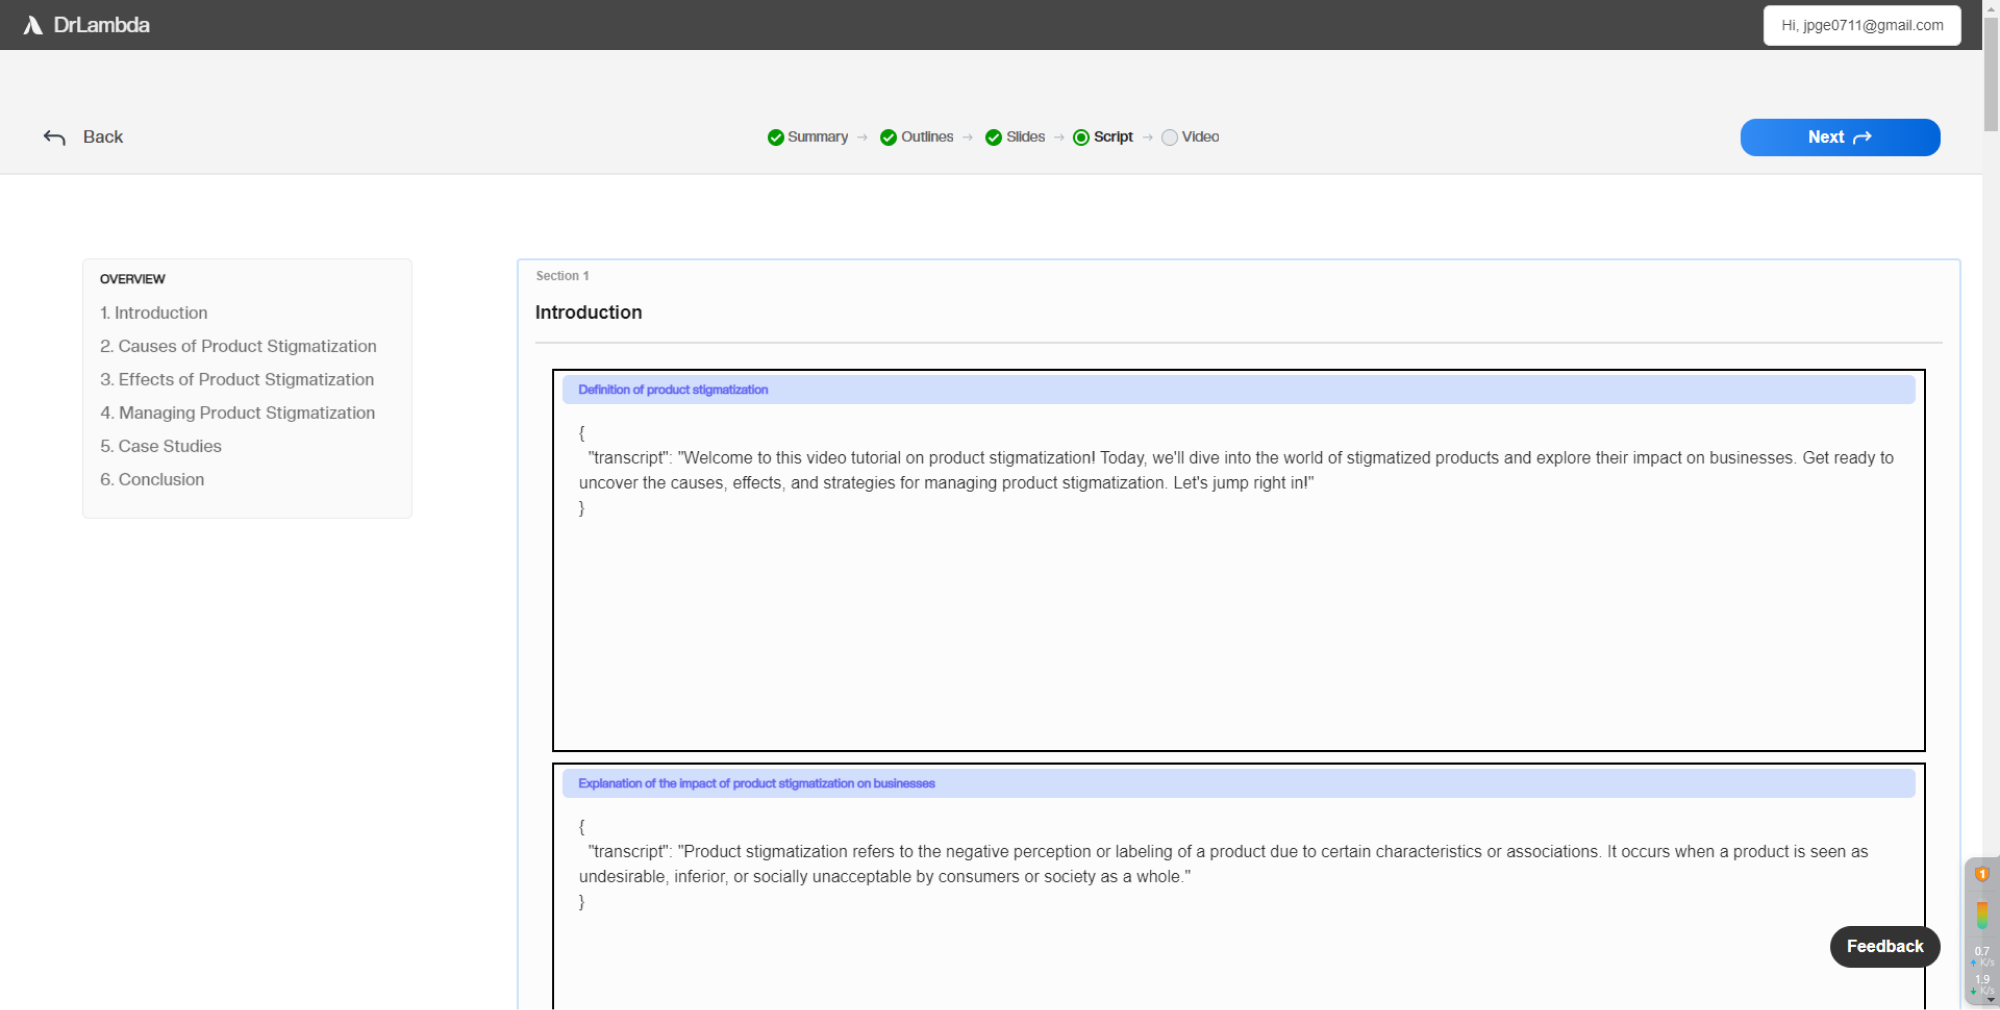 DrLambda
Hi, jpge0711@gmail.com
Back
Summary → Outlines → Slides → Script → Video
Next
OVERVIEW
1. Introduction
2. Causes of Product Stigmatization
3. Effects of Product Stigmatization
4. Managing Product Stigmatization
5. Case Studies
6. Conclusion
Section 1
Introduction
Definition of product stigmatization
{
"transcript": "Welcome to this video tutorial on product stigmatization! Today, we'll dive into the world of stigmatized products and explore their impact on businesses. Get ready to
uncover the causes, effects, and strategies for managing product stigmatization. Let's jump right in!"
}
Explanation of the impact of product stigmatization on businesses
{
"transcript": "Product stigmatization refers to the negative perception or labeling of a product due to certain characteristics or associations. It occurs when a product is seen as
undesirable, inferior, or socially unacceptable by consumers or society as a whole."
}
Feedback
1
0.7
↑ K/s
1.9
↓ K/s